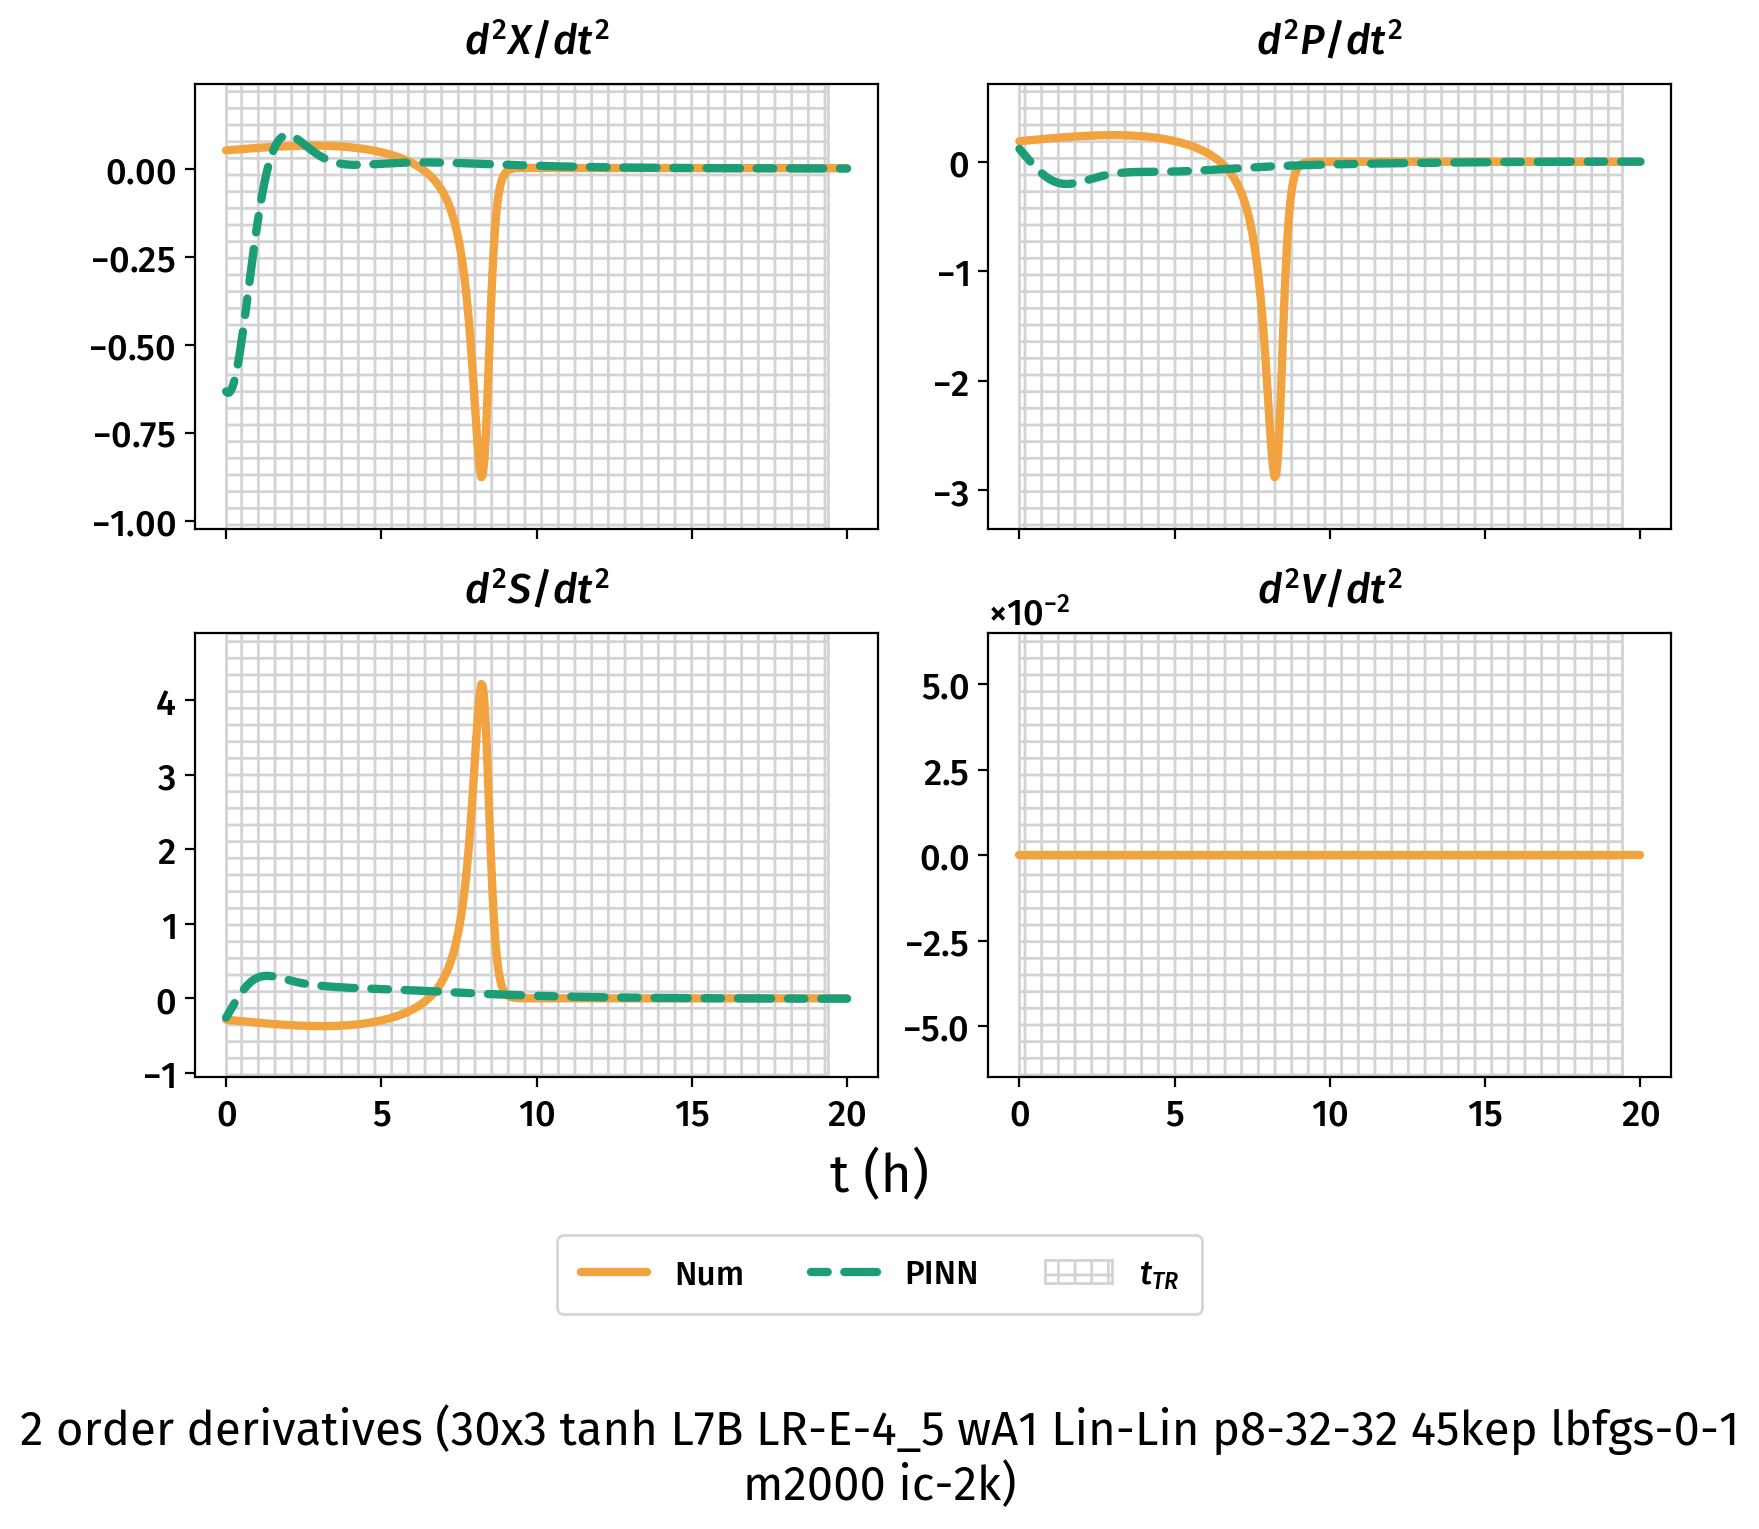 d²X/dt²
d²P/dt²
0.00
−0.25
−0.50
−0.75
−1.00
0
−1
−2
−3
d²S/dt²
d²V/dt²
×10⁻²
4
3
2
1
0
−1
5.0
2.5
0.0
−2.5
−5.0
0 5 10 15 20
0 5 10 15 20
t (h)
Num PINN t_TR
2 order derivatives (30x3 tanh L7B LR-E-4_5 wA1 Lin-Lin p8-32-32 45kep lbfgs-0-1
m2000 ic-2k)